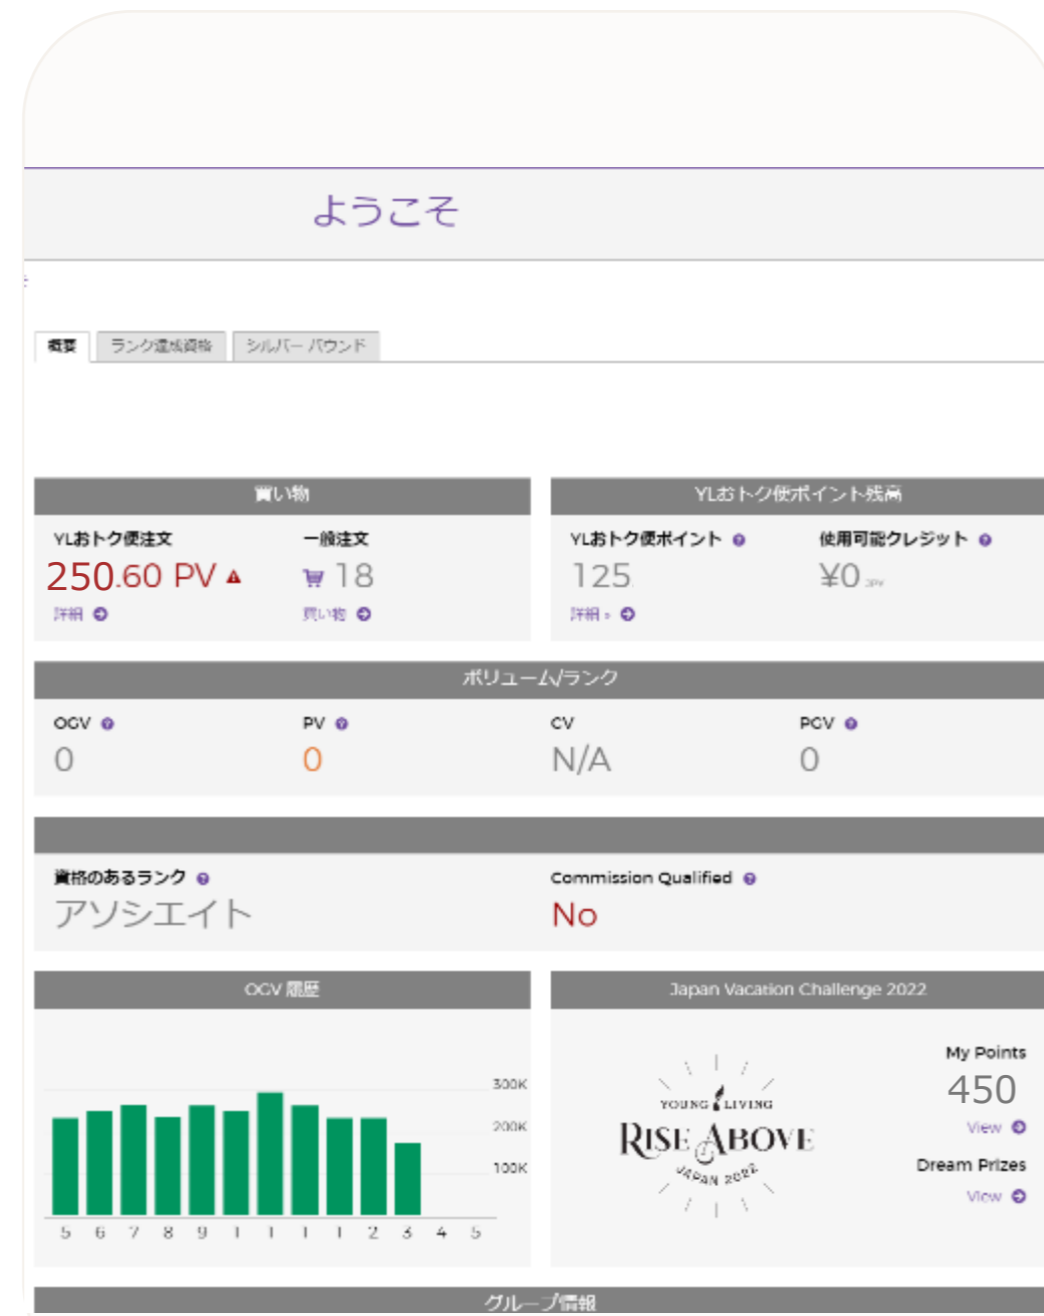 ようこそ
概要 ランク達成資格 シルバー バウンド
買い物
YLおトク便注文 一般注文
250.60 PV 18
詳細 買い物
YLおトク便ポイント残高
YLおトク便ポイント 使用可能クレジット
125. ¥0 JPY
詳細 »
ボリューム/ランク
OGV PV CV PGV
0 0 N/A 0
資格のあるランク Commission Qualified
アソシエイト No
OGV 履歴
300K
200K
100K
5 6 7 8 9 1 1 1 1 2 3 4 5
Japan Vacation Challenge 2022
YOUNG LIVING
RISE ABOVE
JAPAN 2022
My Points
450
View
Dream Prizes
View
グループ情報